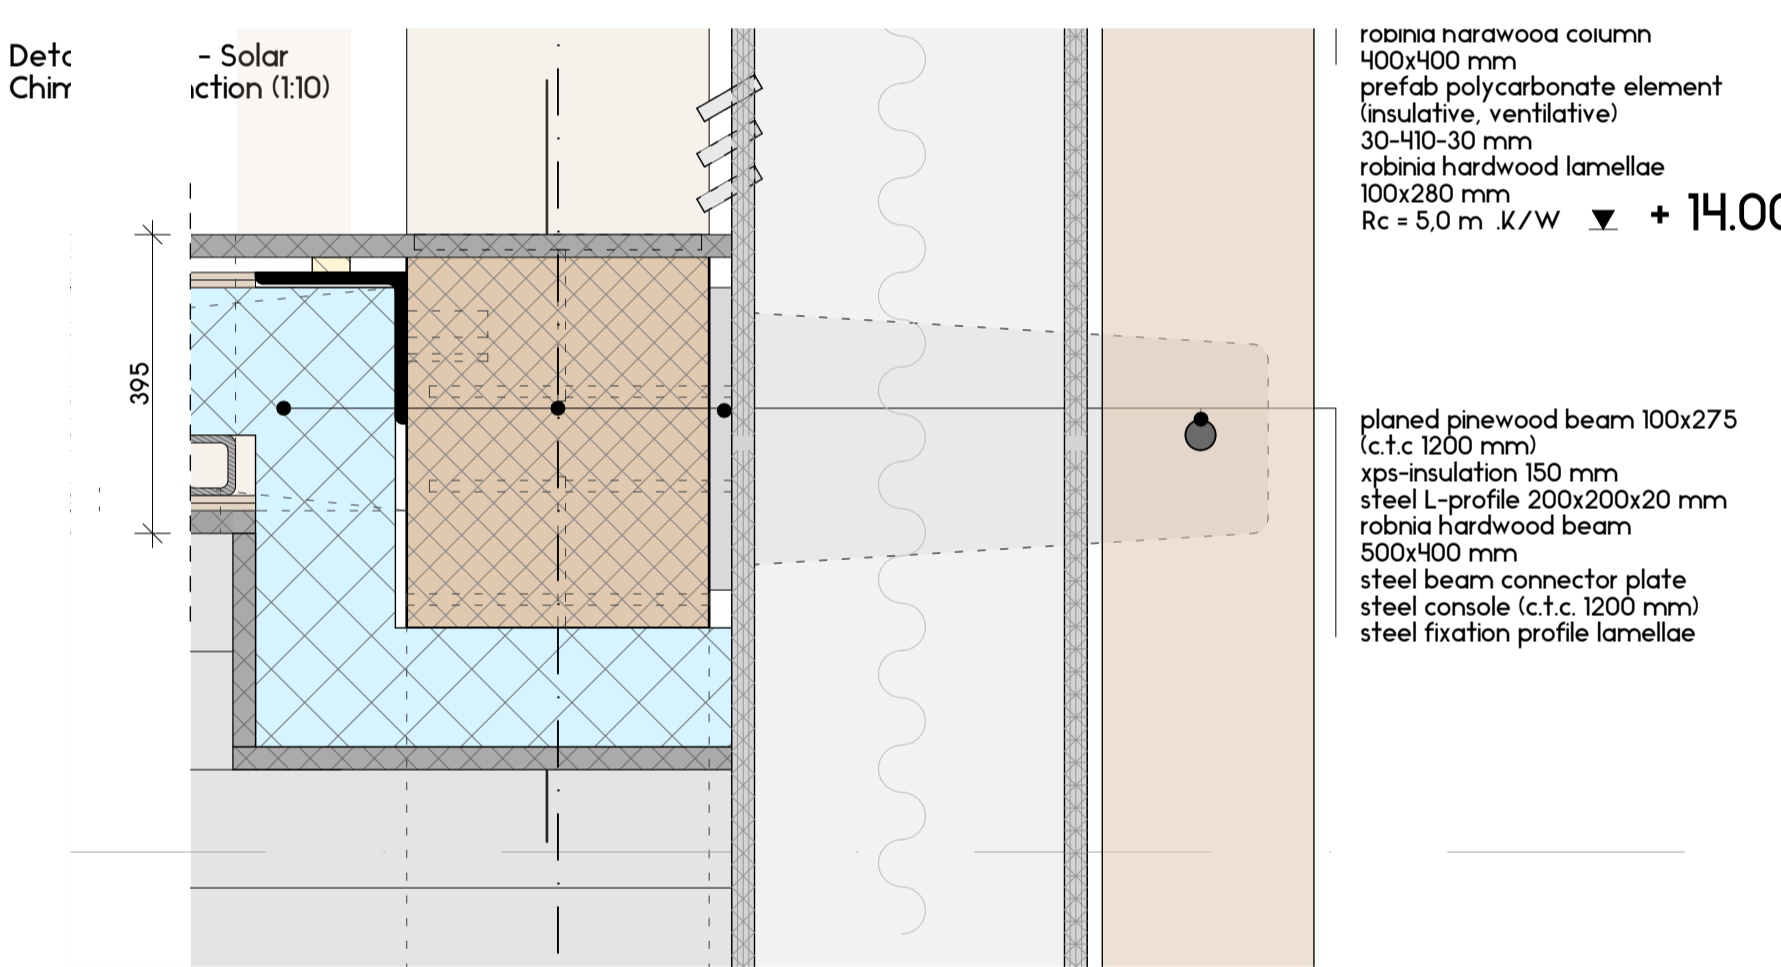 - Solar
(1:10)
395
robinia hardwood column
400x400 mm
prefab polycarbonate element
(insulative, ventilative)
30-410-30 mm
robinia hardwood lamellae
100x280 mm
Rc = 5,0 m .K/W
+ 14.00
planed pinewood beam 100x275
(c.t.c 1200 mm)
xps-insulation 150 mm
steel L-profile 200x200x20 mm
robnia hardwood beam
500x400 mm
steel beam connector plate
steel console (c.t.c. 1200 mm)
steel fixation profile lamellae